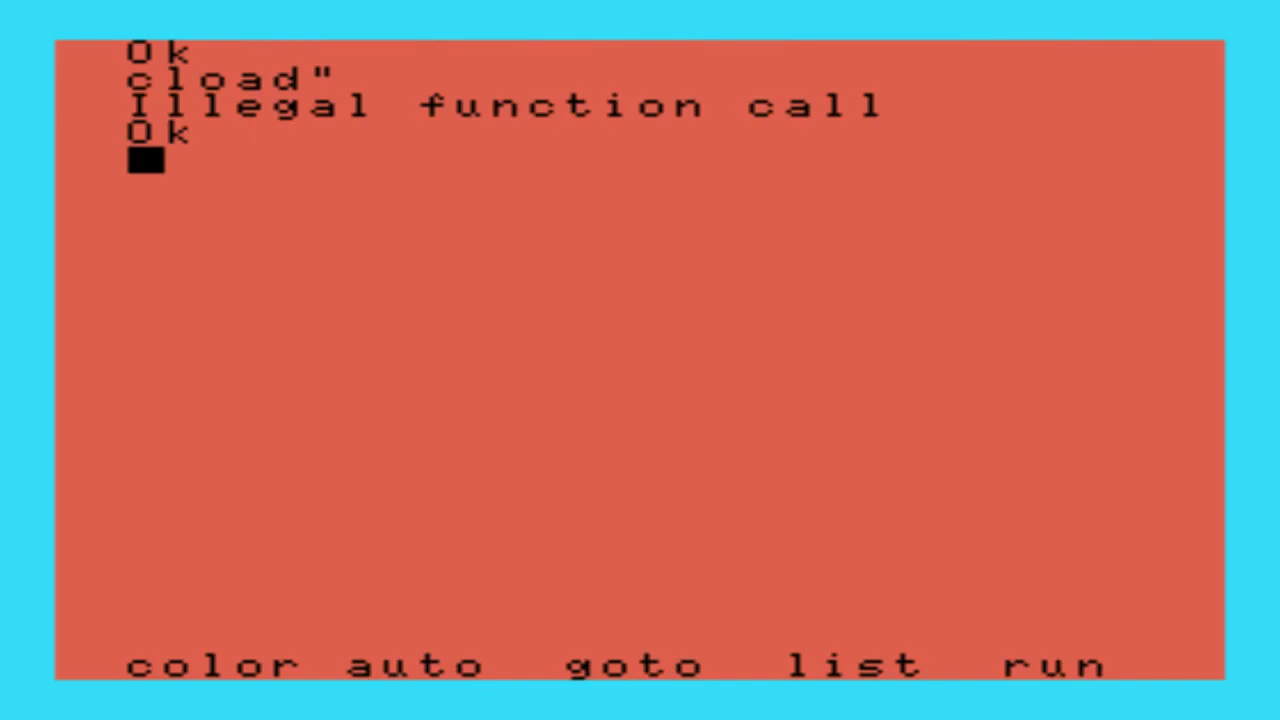 Ok
cload"
Illegal function call
Ok
color auto goto list run